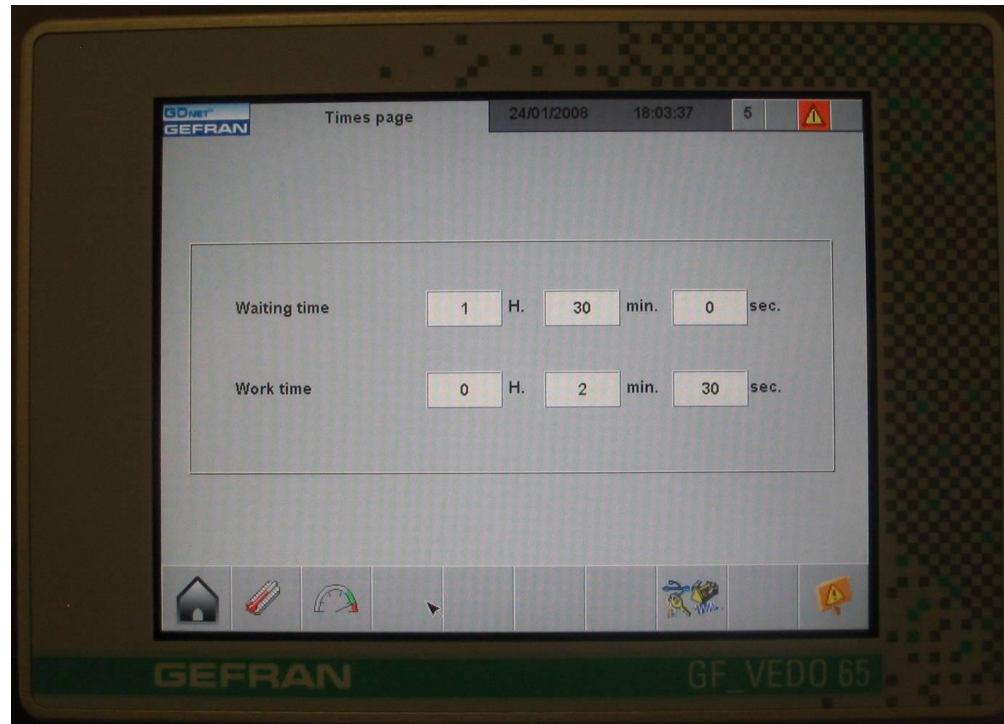 GDNET™
GEFRAN
Times page 24/01/2008 18:03:37 5
Waiting time 1 H. 30 min. 0 sec.
Work time 0 H. 2 min. 30 sec.
GEFRAN GF_VEDO 65